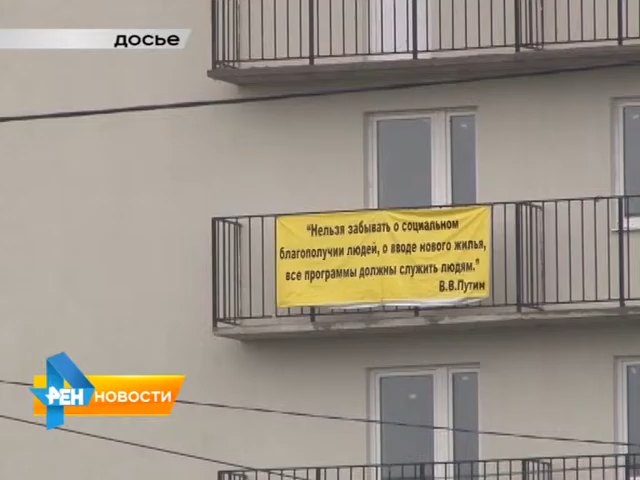 досье
“Нельзя забывать о социальном
благополучии людей, о вводе нового жилья,
все программы должны служить людям.”
В.В.Путин
РЕН НОВОСТИ